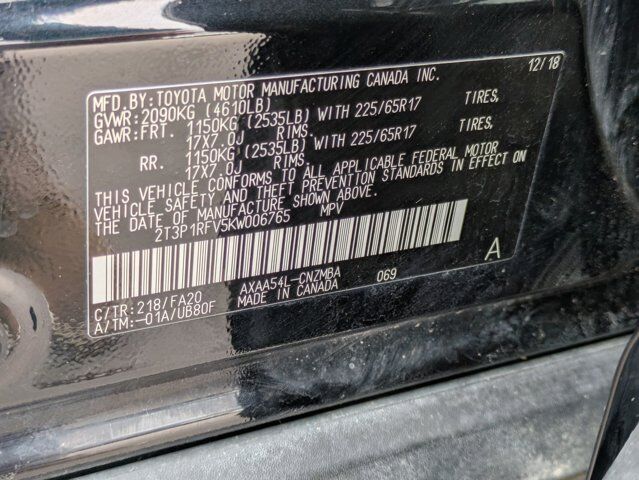 MFD.BY:TOYOTA MOTOR MANUFACTURING CANADA INC. 12/18
GVWR:2090KG (4610LB)
GAWR:FRT. 1150KG (2535LB) WITH 225/65R17 TIRES,
17X7.0J RIMS.
RR. 1150KG (2535LB) WITH 225/65R17 TIRES,
17X7.0J RIMS.
THIS VEHICLE CONFORMS TO ALL APPLICABLE FEDERAL MOTOR
VEHICLE SAFETY AND THEFT PREVENTION STANDARDS IN EFFECT ON
THE DATE OF MANUFACTURE SHOWN ABOVE.
2T3P1RFV5KW006765 MPV
A
C/TR:218/FA20 AXAA54L-CNZMBA 069
A/TM:-01A/UB80F MADE IN CANADA